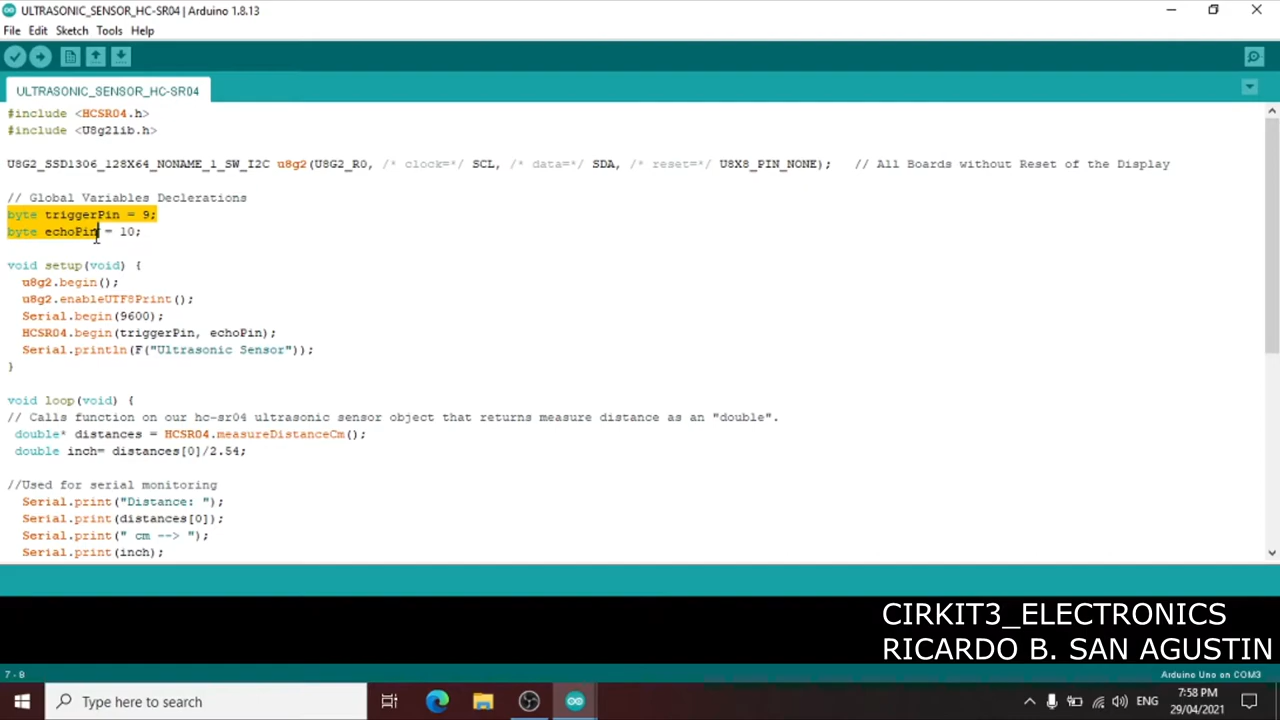 ULTRASONIC_SENSOR_HC-SR04 | Arduino 1.8.13
File Edit Sketch Tools Help
ULTRASONIC_SENSOR_HC-SR04
#include <HCSR04.h>
#include <U8g2lib.h>
U8G2_SSD1306_128X64_NONAME_1_SW_I2C u8g2(U8G2_R0, /* clock=*/ SCL, /* data=*/ SDA, /* reset=*/ U8X8_PIN_NONE);   // All Boards without Reset of the Display
// Global Variables Declerations
byte triggerPin = 9;
byte echoPin = 10;
void setup(void) {
u8g2.begin();
u8g2.enableUTF8Print();
Serial.begin(9600);
HCSR04.begin(triggerPin, echoPin);
Serial.println(F("Ultrasonic Sensor"));
}
void loop(void) {
// Calls function on our hc-sr04 ultrasonic sensor object that returns measure distance as an "double".
double* distances = HCSR04.measureDistanceCm();
double inch= distances[0]/2.54;
//Used for serial monitoring
Serial.print("Distance: ");
Serial.print(distances[0]);
Serial.print(" cm --> ");
Serial.print(inch);
CIRKIT3_ELECTRONICS
RICARDO B. SAN AGUSTIN
7 - 8
Arduino Uno on COM3
Type here to search
ENG
7:58 PM
29/04/2021